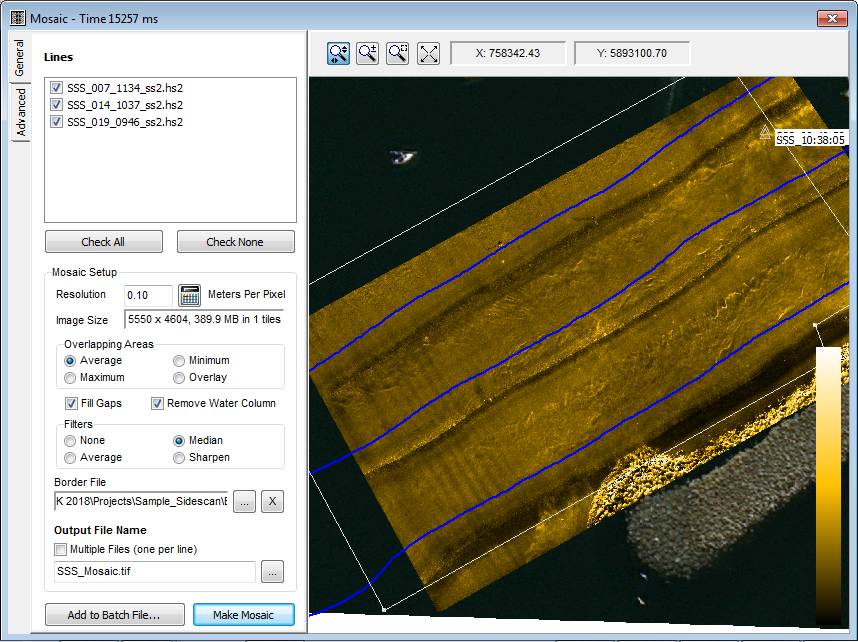 Mosaic - Time 15257 ms
General
Advanced
Lines
SSS_007_1134_ss2.hs2
SSS_014_1037_ss2.hs2
SSS_019_0946_ss2.hs2
Check All
Check None
Mosaic Setup
Resolution
0.10
Meters Per Pixel
Image Size
5550 x 4604, 389.9 MB in 1 tiles
Overlapping Areas
Average
Minimum
Maximum
Overlay
Fill Gaps
Remove Water Column
Filters
None
Median
Average
Sharpen
Border File
K 2018\Projects\Sample_Sidescan\
...
X
Output File Name
Multiple Files (one per line)
SSS_Mosaic.tif
...
Add to Batch File...
Make Mosaic
X: 758342.43
Y: 5893100.70
SSS_10:38:05